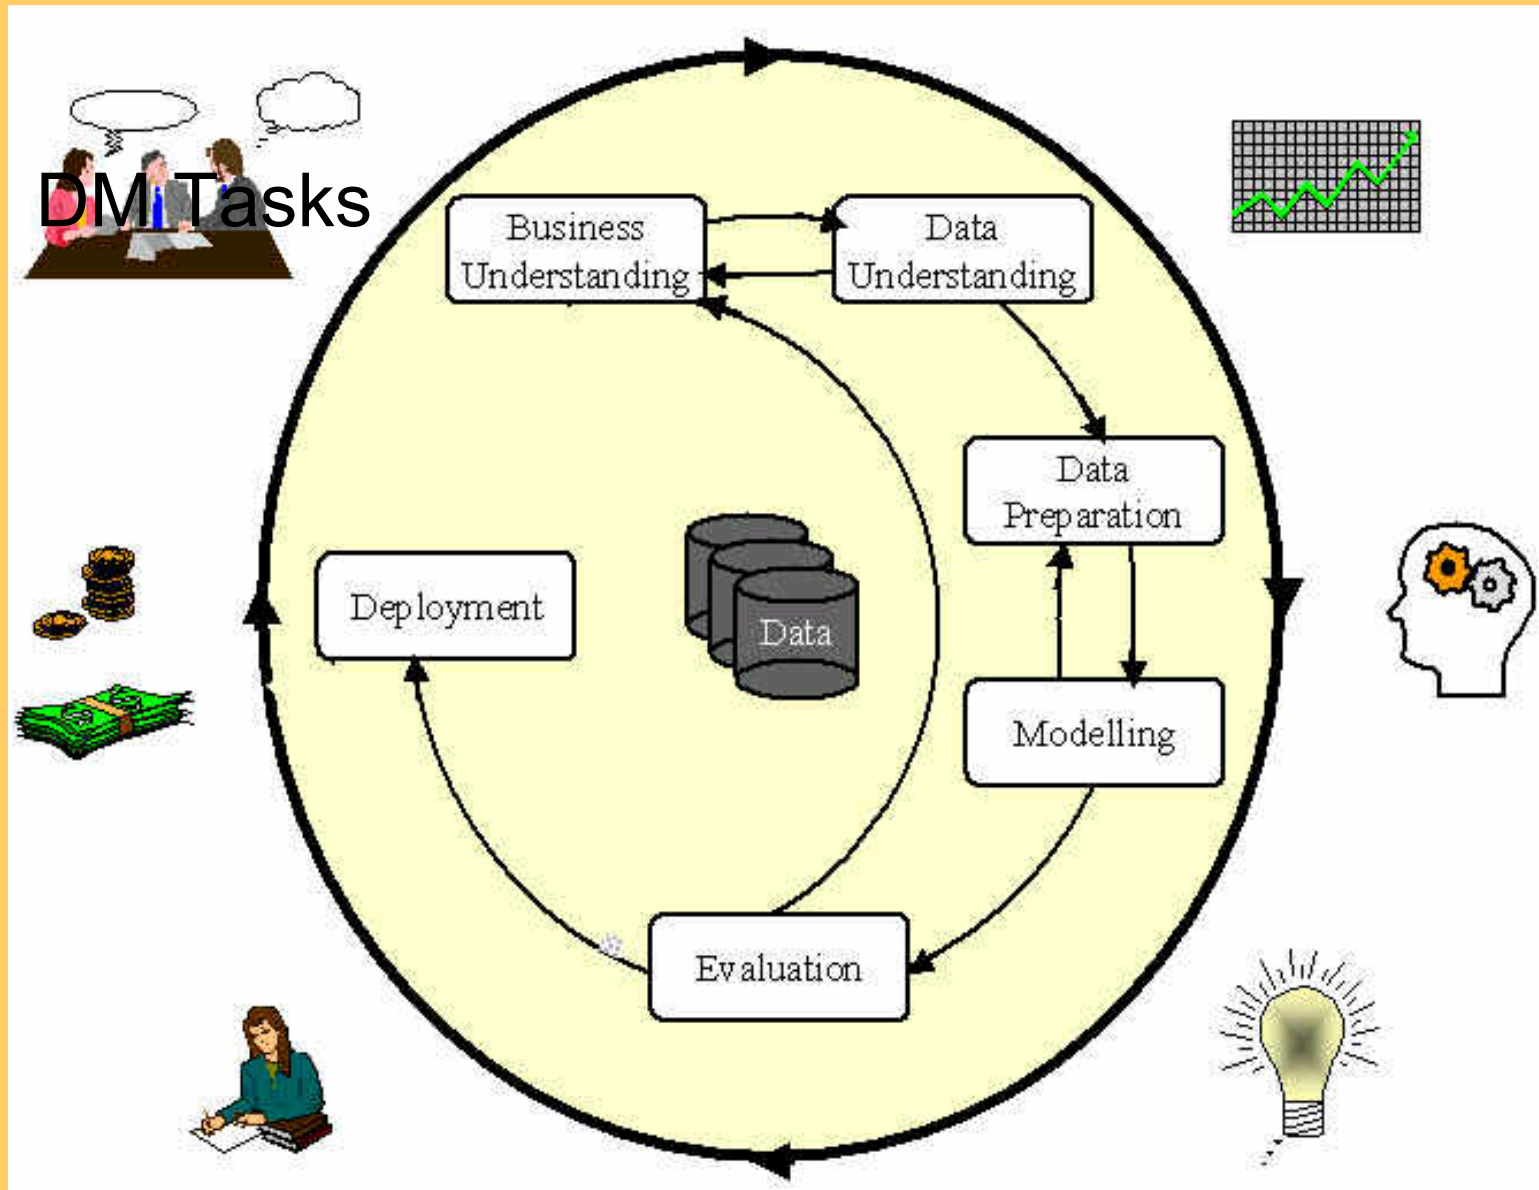 DM Tasks
Business
Understanding
Data
Understanding
Data
Preparation
Deployment
Data
Modelling
Evaluation